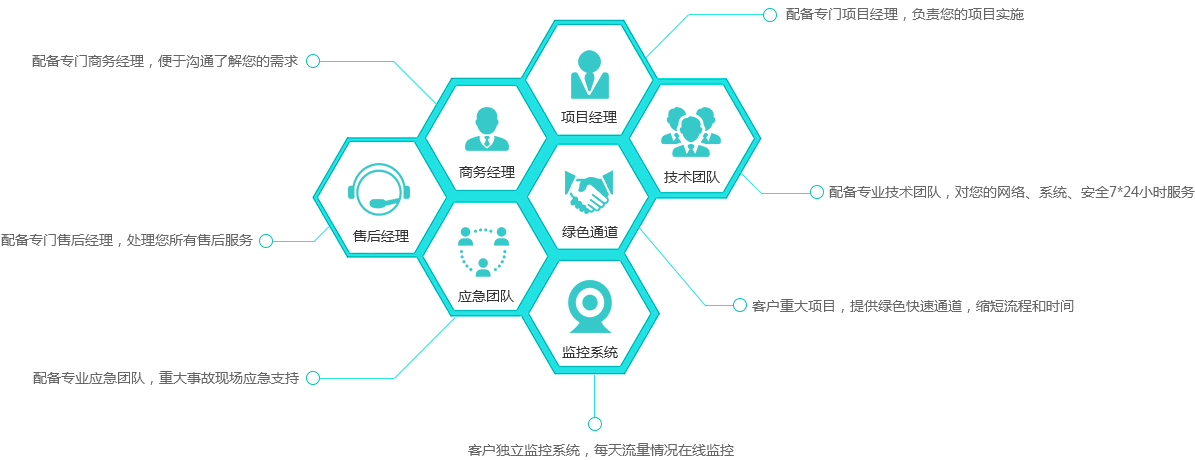 配备专门项目经理，负责您的项目实施
配备专门商务经理，便于沟通了解您的需求
项目经理
商务经理
技术团队
配备专业技术团队，对您的网络、系统、安全7*24小时服务
售后经理
绿色通道
配备专门售后经理，处理您所有售后服务
应急团队
客户重大项目，提供绿色快速通道，缩短流程和时间
监控系统
配备专业应急团队，重大事故现场应急支持
客户独立监控系统，每天流量情况在线监控